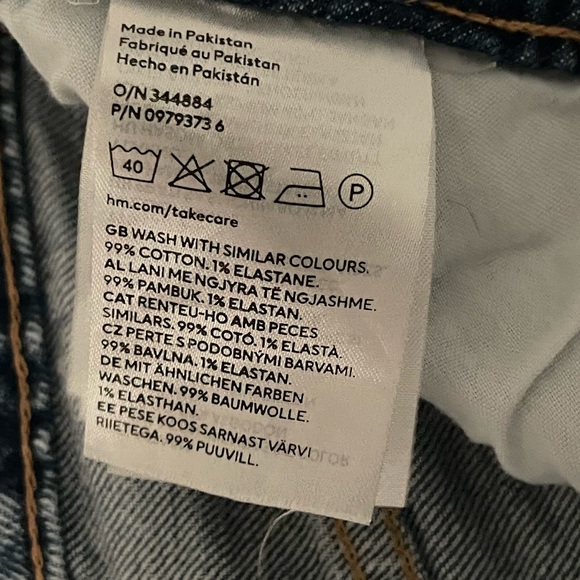 Made in Pakistan
Fabriqué au Pakistan
Hecho en Pakistán
O/N 344884
P/N 0979373 6
40
P
hm.com/takecare
GB WASH WITH SIMILAR COLOURS.
99% COTTON. 1% ELASTANE.
AL LANI ME NGJYRA TË NGJASHME.
99% PAMBUK. 1% ELASTAN.
CAT RENTEU-HO AMB PECES
SIMILARS. 99% COTÓ. 1% ELASTÀ.
CZ PERTE S PODOBNÝMI BARVAMI.
99% BAVLNA. 1% ELASTAN.
DE MIT ÄHNLICHEN FARBEN
WASCHEN. 99% BAUMWOLLE.
1% ELASTHAN.
EE PESE KOOS SARNAST VÄRVI
RIIETEGA. 99% PUUVILL.